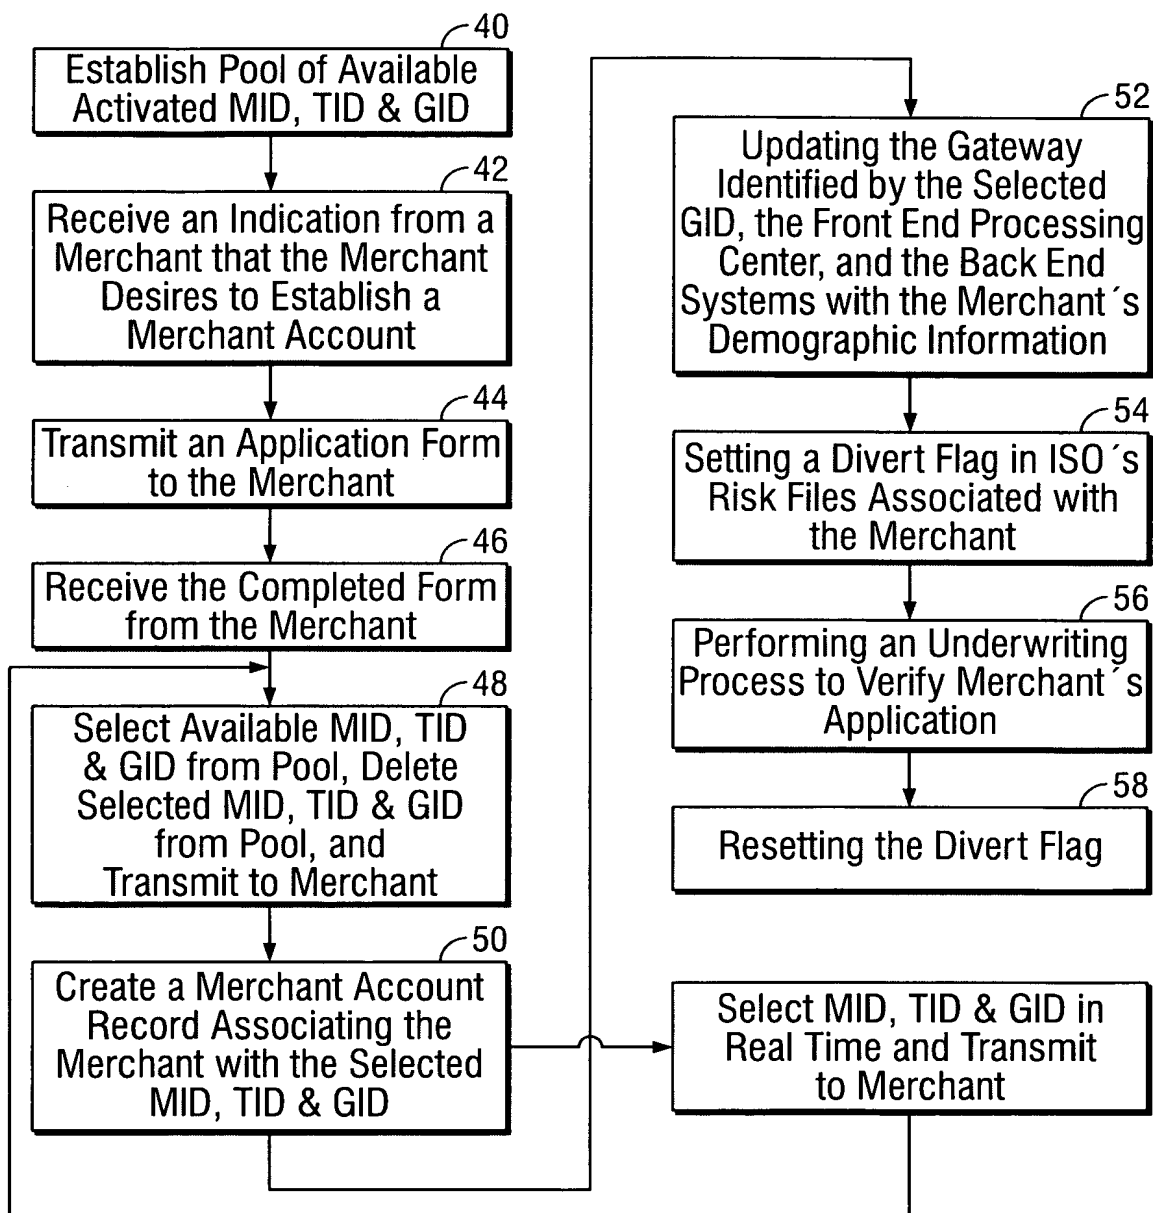 40
Establish Pool of Available
Activated MID, TID & GID
42
Receive an Indication from a
Merchant that the Merchant
Desires to Establish a
Merchant Account
44
Transmit an Application Form
to the Merchant
46
Receive the Completed Form
from the Merchant
48
Select Available MID, TID
& GID from Pool, Delete
Selected MID, TID & GID
from Pool, and
Transmit to Merchant
50
Create a Merchant Account
Record Associating the
Merchant with the Selected
MID, TID & GID
52
Updating the Gateway
Identified by the Selected
GID, the Front End Processing
Center, and the Back End
Systems with the Merchant´s
Demographic Information
54
Setting a Divert Flag in ISO´s
Risk Files Associated with
the Merchant
56
Performing an Underwriting
Process to Verify Merchant´s
Application
58
Resetting the Divert Flag
Select MID, TID & GID in
Real Time and Transmit
to Merchant